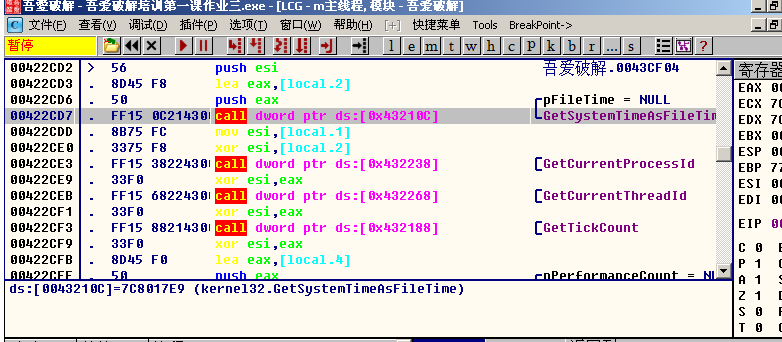 吾爱破解 - 吾爱破解培训第一课作业三.exe - [LCG - m主线程, 模块 - 吾爱破解]
C 文件(F) 查看(V) 调试(D) 插件(P) 选项(T) 窗口(W) 帮助(H) [+] 快捷菜单 Tools BreakPoint->
暂停 l e m t w h c p k b r ... s ?
00422CD2 > 56 push esi 吾爱破解.0043CF04
00422CD3 . 8D45 F8 lea eax,[local.2]
00422CD6 . 50 push eax pFileTime = NULL
00422CD7 . FF15 0C214300 call dword ptr ds:[0x43210C] GetSystemTimeAsFileTim
00422CDD . 8B75 FC mov esi,[local.1]
00422CE0 . 3375 F8 xor esi,[local.2]
00422CE3 . FF15 38224300 call dword ptr ds:[0x432238] GetCurrentProcessId
00422CE9 . 33F0 xor esi,eax
00422CEB . FF15 68224300 call dword ptr ds:[0x432268] GetCurrentThreadId
00422CF1 . 33F0 xor esi,eax
00422CF3 . FF15 88214300 call dword ptr ds:[0x432188] GetTickCount
00422CF9 . 33F0 xor esi,eax
00422CFB . 8D45 F0 lea eax,[local.4]
00422CFE . 50 push eax pPerformanceCount = NU
ds:[0043210C]=7C8017E9 (kernel32.GetSystemTimeAsFileTime)
寄存器
EAX 00
ECX 7C
EDX 7C
EBX 00
ESP 00
EBP 77
ESI 00
EDI 00
EIP 00
C 0
P 1
A 1
Z 1
S 0
T 0